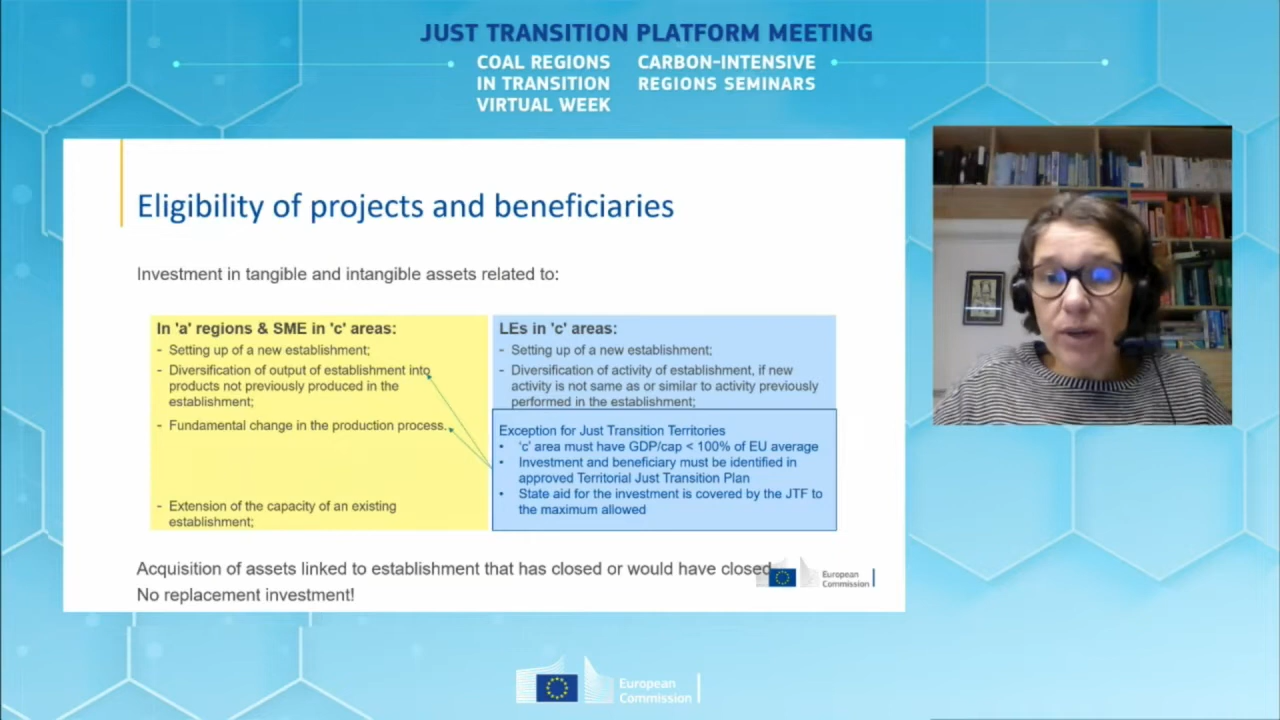 JUST TRANSITION PLATFORM MEETING
COAL REGIONS
IN TRANSITION
VIRTUAL WEEK
CARBON-INTENSIVE
REGIONS SEMINARS
Eligibility of projects and beneficiaries
Investment in tangible and intangible assets related to:
In 'a' regions & SME in 'c' areas:
- Setting up of a new establishment;
- Diversification of output of establishment into
products not previously produced in the
establishment;
- Fundamental change in the production process.
- Extension of the capacity of an existing
establishment;
LEs in 'c' areas:
- Setting up of a new establishment;
- Diversification of activity of establishment, if new
activity is not same as or similar to activity previously
performed in the establishment;
Exception for Just Transition Territories
• 'c' area must have GDP/cap < 100% of EU average
• Investment and beneficiary must be identified in
approved Territorial Just Transition Plan
• State aid for the investment is covered by the JTF to
the maximum allowed
Acquisition of assets linked to establishment that has closed or would have closed
No replacement investment!
European
Commission
European
Commission